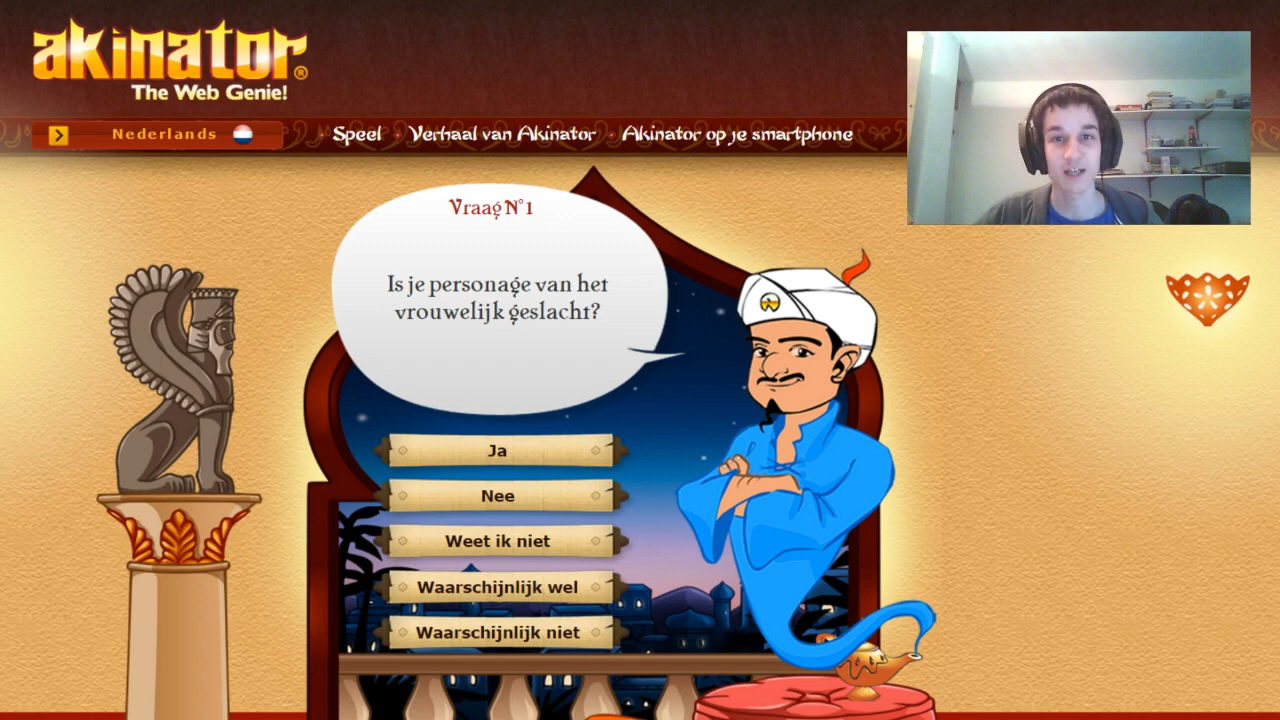 akinator®
The Web Genie!
Nederlands
Speel
Verhaal van Akinator
Akinator op je smartphone
Vraag N°1
Is je personage van het
vrouwelijk geslacht?
Ja
Nee
Weet ik niet
Waarschijnlijk wel
Waarschijnlijk niet